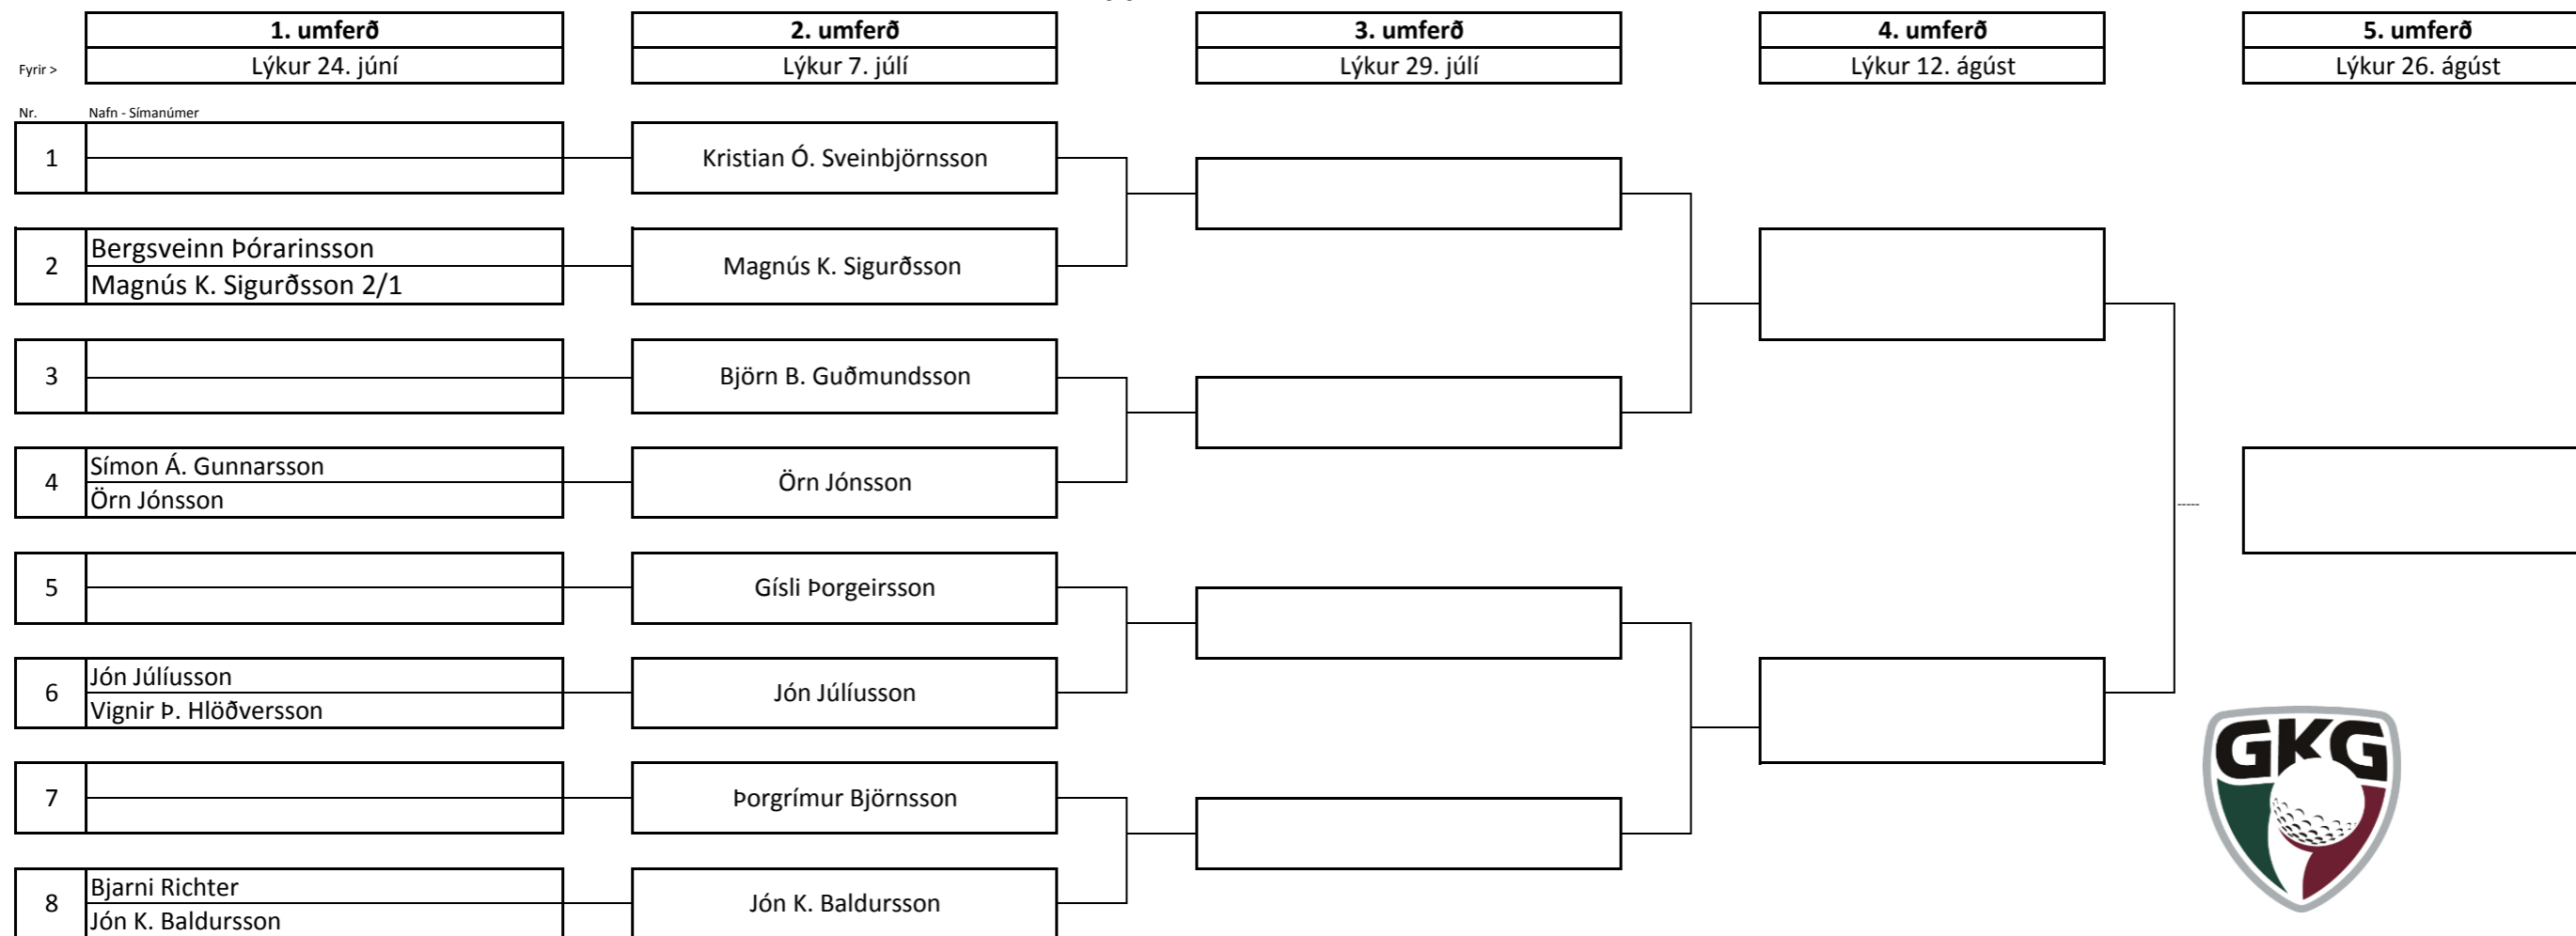 1. umferð
2. umferð
3. umferð
4. umferð
5. umferð
Fyrir >
Lýkur 24. júní
Lýkur 7. júlí
Lýkur 29. júlí
Lýkur 12. ágúst
Lýkur 26. ágúst
Nr.
Nafn - Símanúmer
1
Kristian Ó. Sveinbjörnsson
2
Bergsveinn Þórarinsson
Magnús K. Sigurðsson 2/1
Magnús K. Sigurðsson
3
Björn B. Guðmundsson
4
Símon Á. Gunnarsson
Örn Jónsson
Örn Jónsson
5
Gísli Þorgeirsson
6
Jón Júlíusson
Vignir Þ. Hlöðversson
Jón Júlíusson
7
Þorgrímur Björnsson
8
Bjarni Richter
Jón K. Baldursson
Jón K. Baldursson
-----
GKG